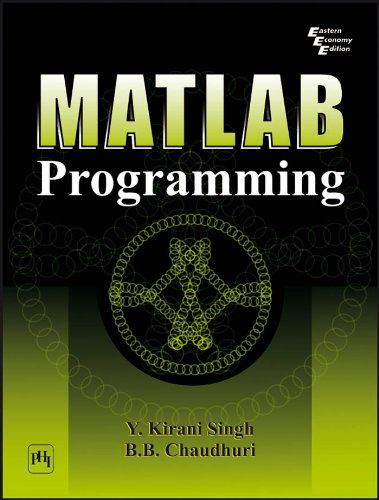 Eastern
Economy
Edition
MATLAB
Programming
Y. Kirani Singh
B.B. Chaudhuri
PHI